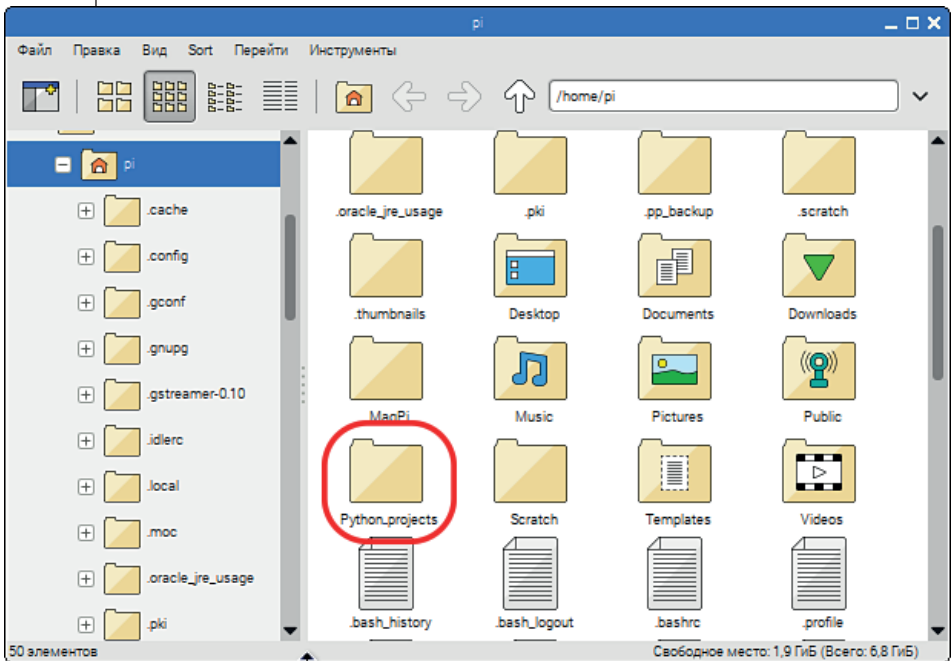 pi
Файл Правка Вид Sort Перейти Инструменты
/home/pi
pi
.cache
.config
.gconf
.gnupg
.gstreamer-0.10
.idlerc
.local
.moc
.oracle_jre_usage
.pki
.oracle_jre_usage .pki .pp_backup .scratch
.thumbnails Desktop Documents Downloads
MagPi Music Pictures Public
Python_projects Scratch Templates Videos
.bash_history .bash_logout .bashrc .profile
50 элементов Свободное место: 1,9 ГиБ (Всего: 6,8 ГиБ)